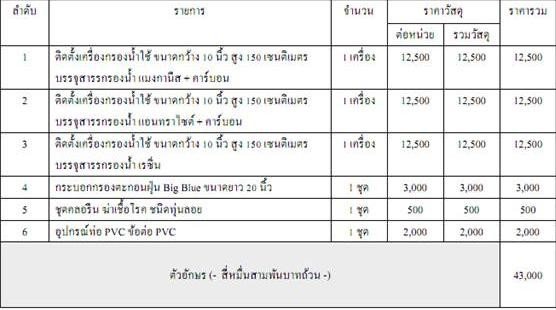 ลำดับ รายการ จำนวน ราคาวัสดุ ราคารวม
ต่อหน่วย รวมวัสดุ
1 ติดตั้งเครื่องกรองน้ำใช้ ขนาดกว้าง 10 นิ้ว สูง 150 เซนติเมตร 1 เครื่อง 12,500 12,500 12,500
บรรจุสารกรองน้ำ แมงกานีส + คาร์บอน
2 ติดตั้งเครื่องกรองน้ำใช้ ขนาดกว้าง 10 นิ้ว สูง 150 เซนติเมตร 1 เครื่อง 12,500 12,500 12,500
บรรจุสารกรองน้ำ แอนทราไซต์ + คาร์บอน
3 ติดตั้งเครื่องกรองน้ำใช้ ขนาดกว้าง 10 นิ้ว สูง 150 เซนติเมตร 1 เครื่อง 12,500 12,500 12,500
บรรจุสารกรองน้ำ เรซิ่น
4 กระบอกกรองตะกอนฝุ่น Big Blue ขนาดยาว 20 นิ้ว 1 ชุด 3,000 3,000 3,000
5 ชุดคลอรีน ฆ่าเชื้อโรค ชนิดทุ่นลอย 1 ชุด 500 500 500
6 อุปกรณ์ท่อ PVC ข้อต่อ PVC 1 ชุด 2,000 2,000 2,000
ตัวอักษร (- สี่หมื่นสามพันบาทถ้วน -) 43,000